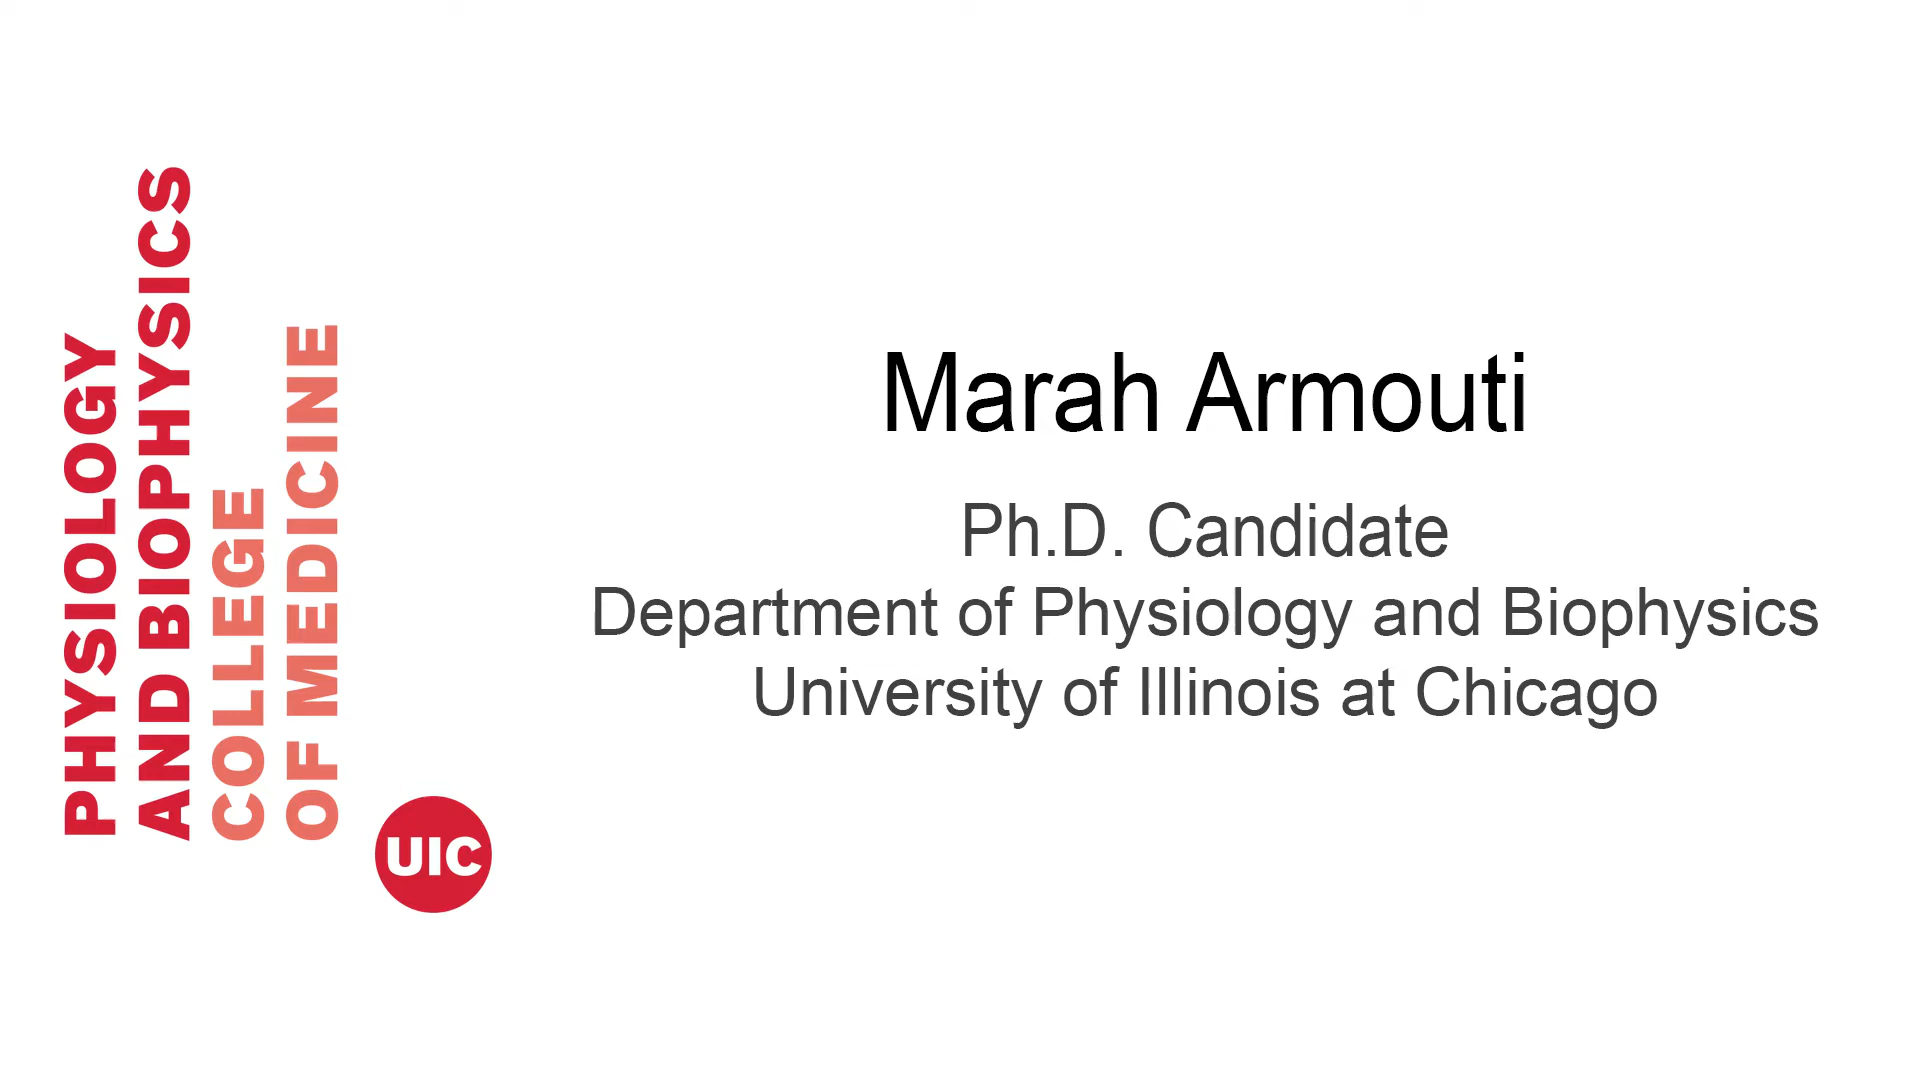 PHYSIOLOGY
AND BIOPHYSICS
COLLEGE
OF MEDICINE
UIC
Marah Armouti
Ph.D. Candidate
Department of Physiology and Biophysics
University of Illinois at Chicago